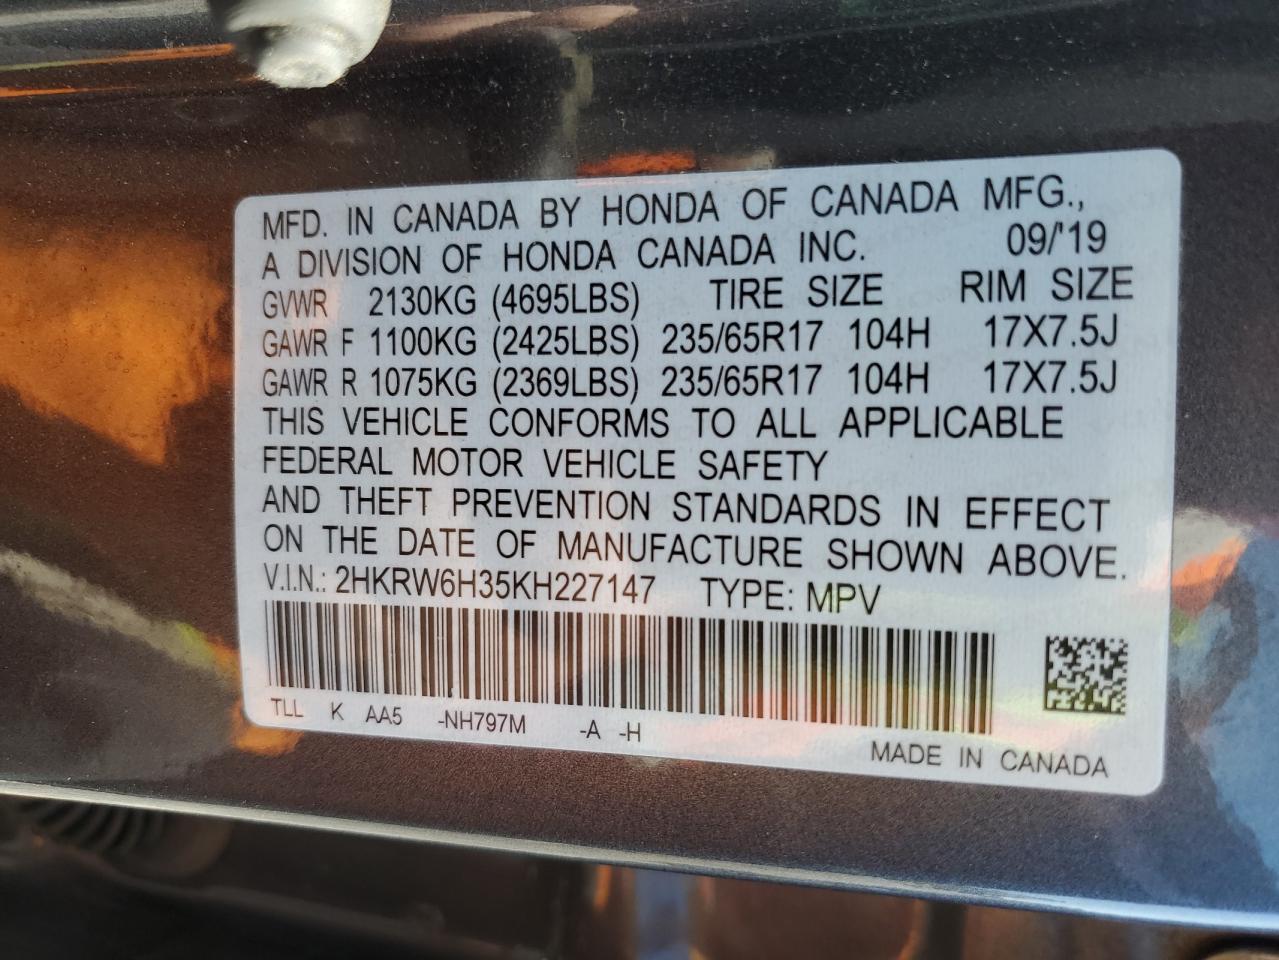 MFD. IN CANADA BY HONDA OF CANADA MFG.,
A DIVISION OF HONDA CANADA INC. 09/'19
GVWR 2130KG (4695LBS) TIRE SIZE RIM SIZE
GAWR F 1100KG (2425LBS) 235/65R17 104H 17X7.5J
GAWR R 1075KG (2369LBS) 235/65R17 104H 17X7.5J
THIS VEHICLE CONFORMS TO ALL APPLICABLE
FEDERAL MOTOR VEHICLE SAFETY
AND THEFT PREVENTION STANDARDS IN EFFECT
ON THE DATE OF MANUFACTURE SHOWN ABOVE.
V.I.N.: 2HKRW6H35KH227147 TYPE: MPV
TLL K AA5 -NH797M -A -H
MADE IN CANADA